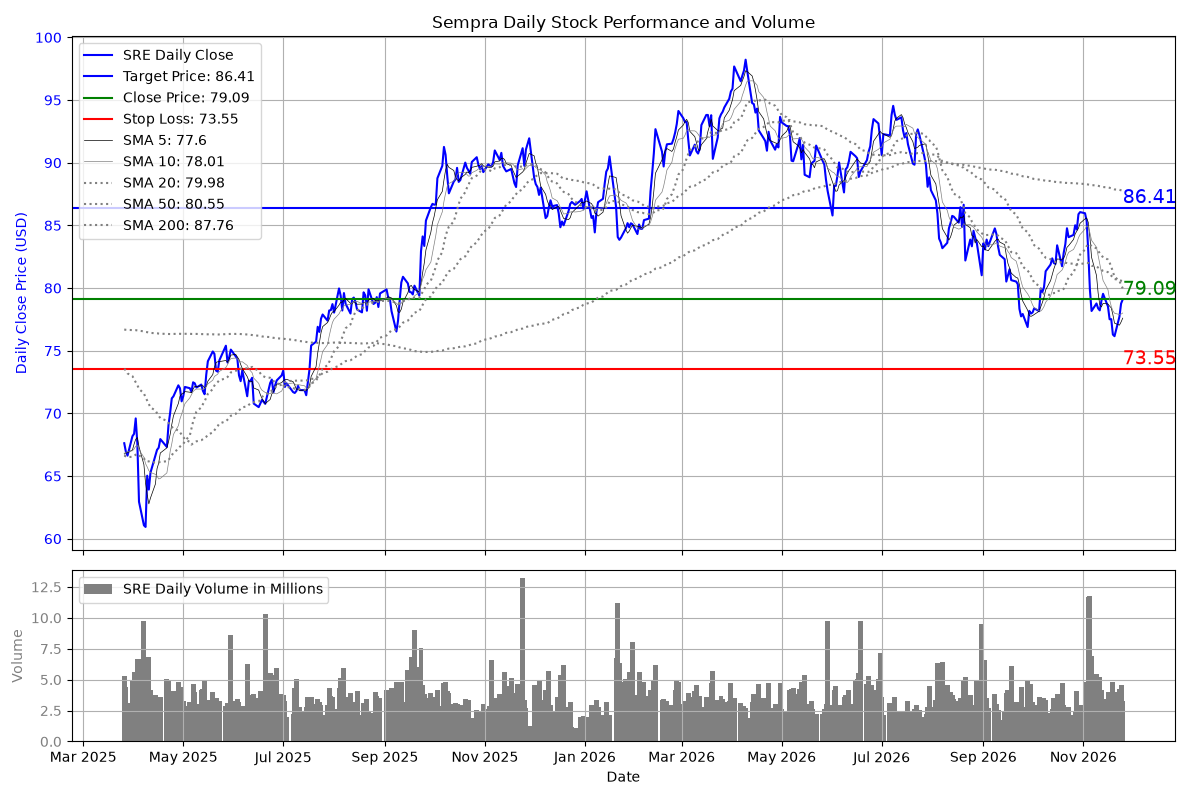 Sempra Daily Stock Performance and Volume
100
95
90
85
80
75
70
65
60
Daily Close Price (USD)
SRE Daily Close
Target Price: 86.41
Close Price: 79.09
Stop Loss: 73.55
SMA 5: 77.6
SMA 10: 78.01
SMA 20: 79.98
SMA 50: 80.55
SMA 200: 87.76
86.41
79.09
73.55
12.5
10.0
7.5
5.0
2.5
0.0
Volume
SRE Daily Volume in Millions
Mar 2025 May 2025 Jul 2025 Sep 2025 Nov 2025 Jan 2026 Mar 2026 May 2026 Jul 2026 Sep 2026 Nov 2026
Date